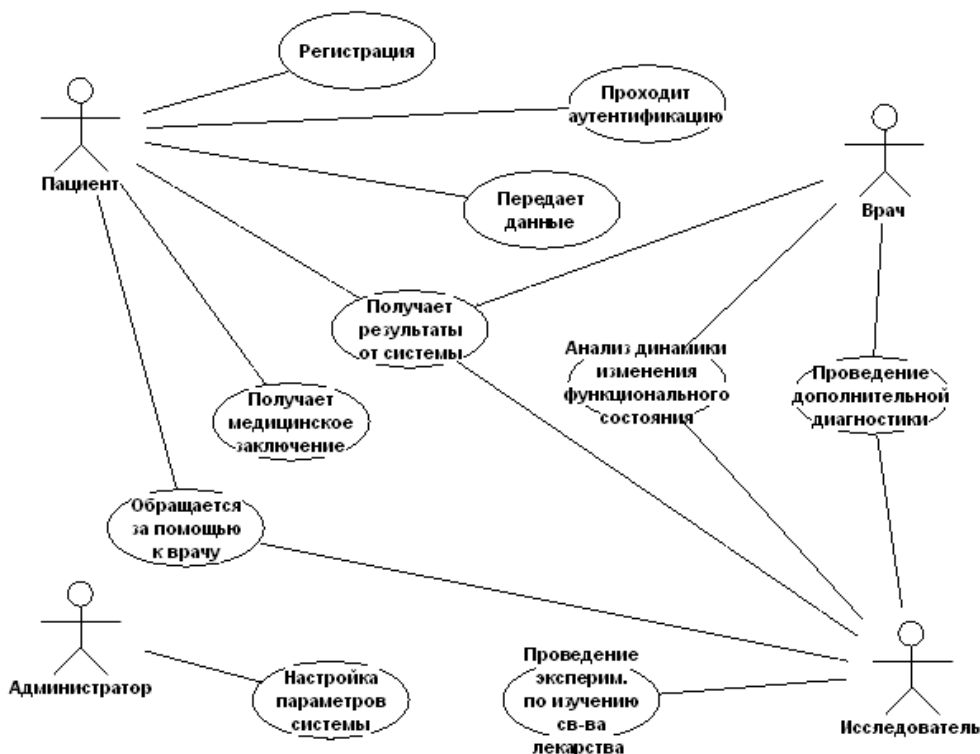 Регистрация
Проходит
аутентификацию
Пациент
Передает
данные
Врач
Получает
результаты
от системы
Анализ динамики
изменения
функционального
состояния
Проведение
дополнительной
диагностики
Получает
медицинское
заключение
Обращается
за помощью
к врачу
Администратор
Настройка
параметров
системы
Проведение
эксперим.
по изучению
св-ва
лекарства
Исследователь